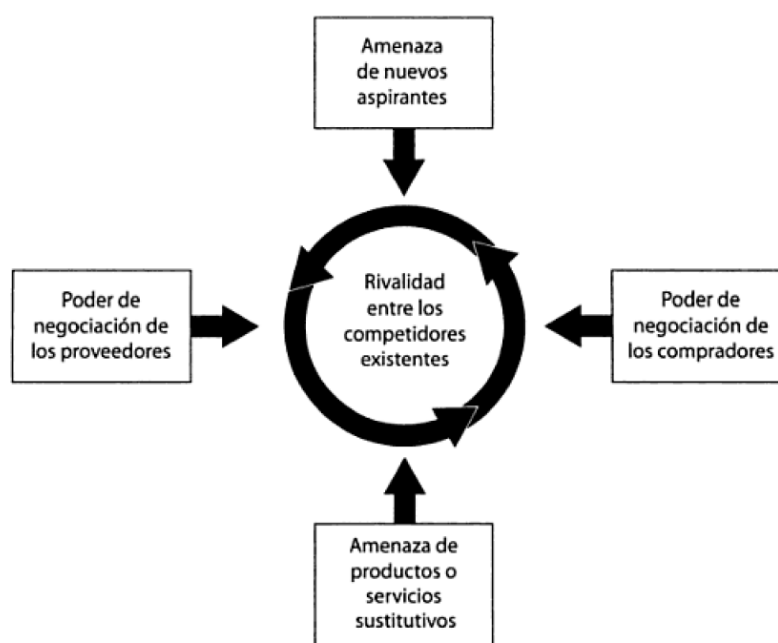 Amenaza
de nuevos
aspirantes
Poder de
negociación de
los proveedores
Rivalidad
entre los
competidores
existentes
Poder de
negociación de
los compradores
Amenaza de
productos o
servicios
sustitutivos